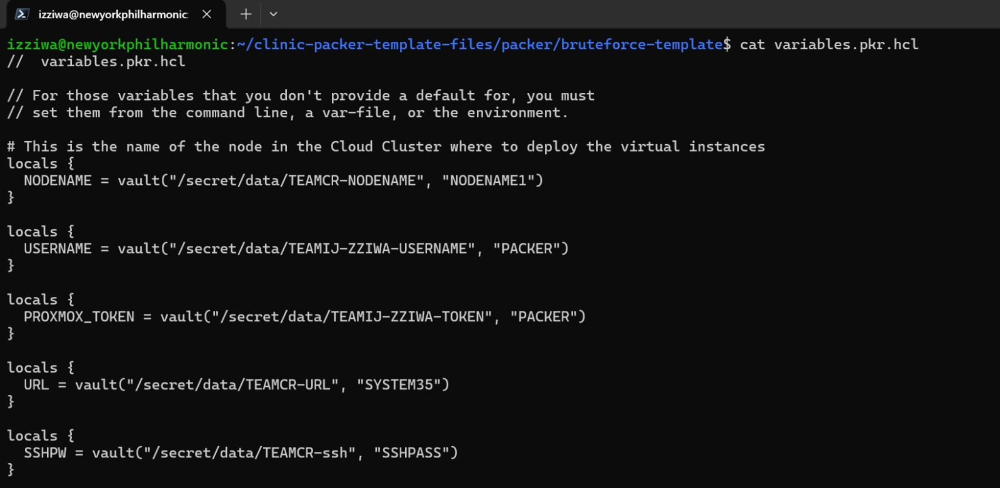 izziwa@newyorkphilharmonic:
izziwa@newyorkphilharmonic:~/clinic-packer-template-files/packer/bruteforce-template$ cat variables.pkr.hcl
//  variables.pkr.hcl
// For those variables that you don't provide a default for, you must
// set them from the command line, a var-file, or the environment.
# This is the name of the node in the Cloud Cluster where to deploy the virtual instances
locals {
  NODENAME = vault("/secret/data/TEAMCR-NODENAME", "NODENAME1")
}
locals {
  USERNAME = vault("/secret/data/TEAMIJ-ZZIWA-USERNAME", "PACKER")
}
locals {
  PROXMOX_TOKEN = vault("/secret/data/TEAMIJ-ZZIWA-TOKEN", "PACKER")
}
locals {
  URL = vault("/secret/data/TEAMCR-URL", "SYSTEM35")
}
locals {
  SSHPW = vault("/secret/data/TEAMCR-ssh", "SSHPASS")
}